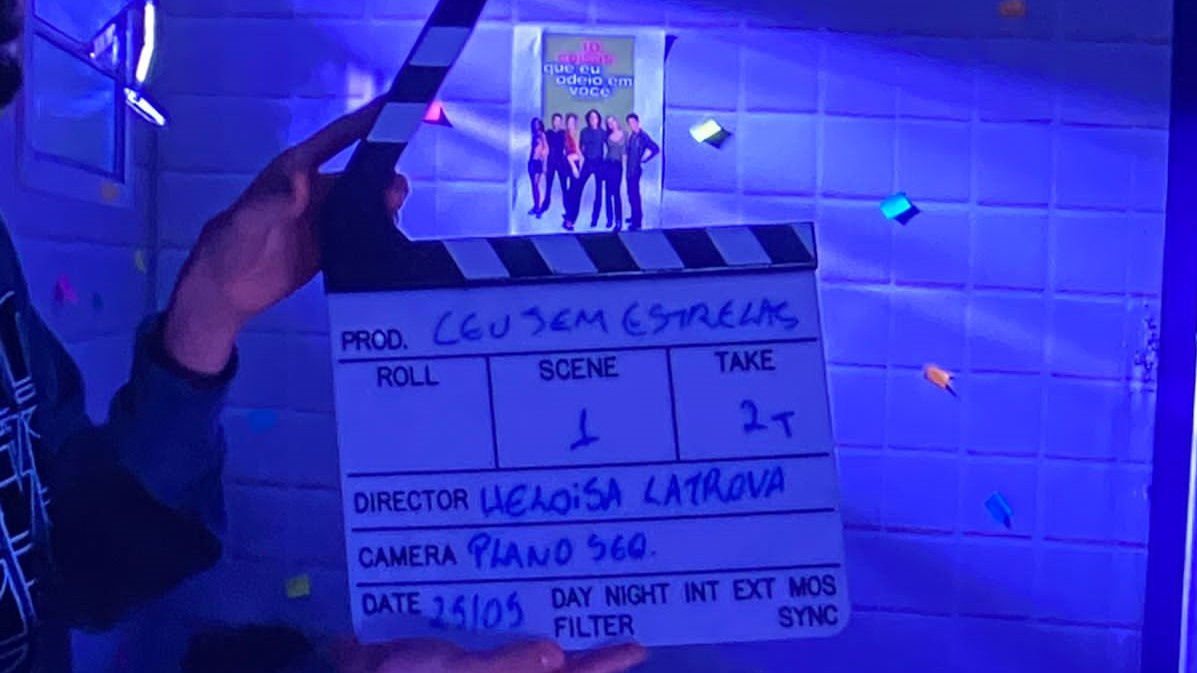 10
coisas
que eu
odeio em
você
PROD. CEU SEM ESTRELAS
ROLL SCENE TAKE
1 2T
DIRECTOR HELOISA LATROVA
CAMERA PLANO SEQ.
DATE 25/05 DAY NIGHT INT EXT MOS
FILTER SYNC